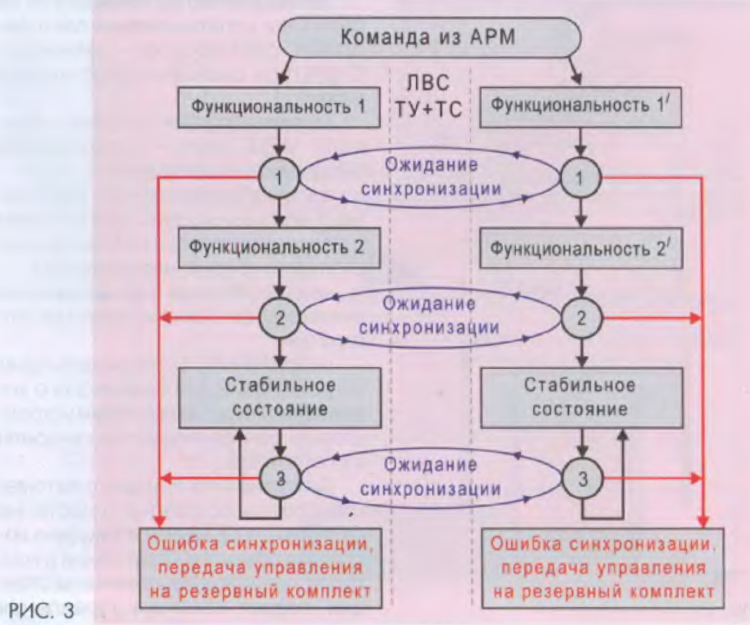 Команда из АРМ
ЛВС
ТУ+ТС
Функциональность 1
Функциональность 1/
1
Ожидание
синхронизации
1
Функциональность 2
Функциональность 2/
2
Ожидание
синхронизации
2
Стабильное
состояние
Стабильное
состояние
3
Ожидание
синхронизации
3
Ошибка синхронизации,
передача управления
на резервный комплект
Ошибка синхронизации,
передача управления
на резервный комплект
РИС. 3